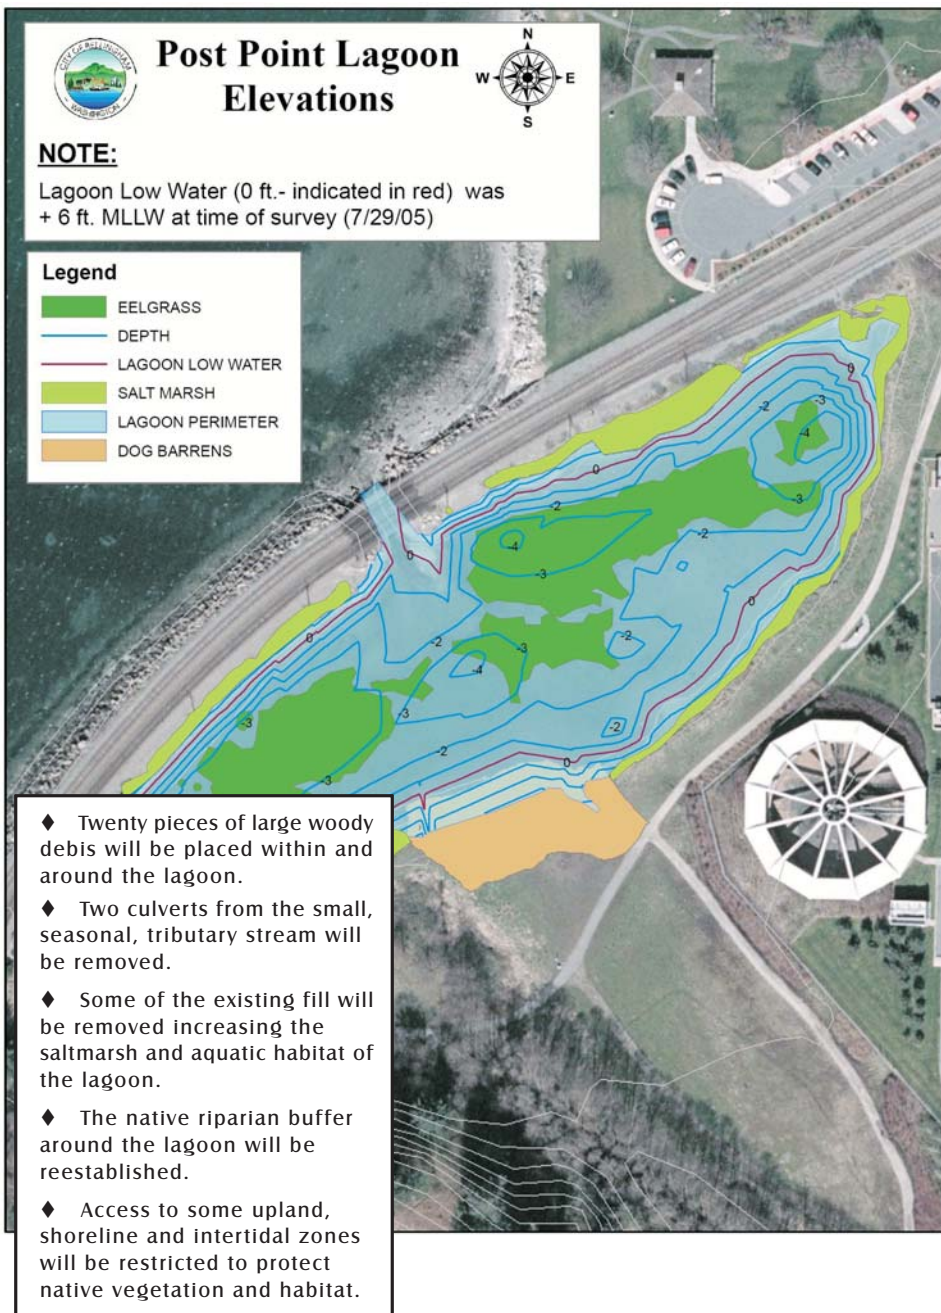 CITY OF BELLINGHAM
WASHINGTON
Post Point Lagoon
Elevations
N
W
E
S
NOTE:
Lagoon Low Water (0 ft.- indicated in red) was
+ 6 ft. MLLW at time of survey (7/29/05)
Legend
EELGRASS
DEPTH
LAGOON LOW WATER
SALT MARSH
LAGOON PERIMETER
DOG BARRENS
0
-3
-2
-4
0
-3
-2
-4
-2
0
-3
0
0
-2
-3
-2
-4
-3
-3
-2
-2
0
-3
♦ Twenty pieces of large woody
debis will be placed within and
around the lagoon.
♦ Two culverts from the small,
seasonal, tributary stream will
be removed.
♦ Some of the existing fill will
be removed increasing the
saltmarsh and aquatic habitat of
the lagoon.
♦ The native riparian buffer
around the lagoon will be
reestablished.
♦ Access to some upland,
shoreline and intertidal zones
will be restricted to protect
native vegetation and habitat.